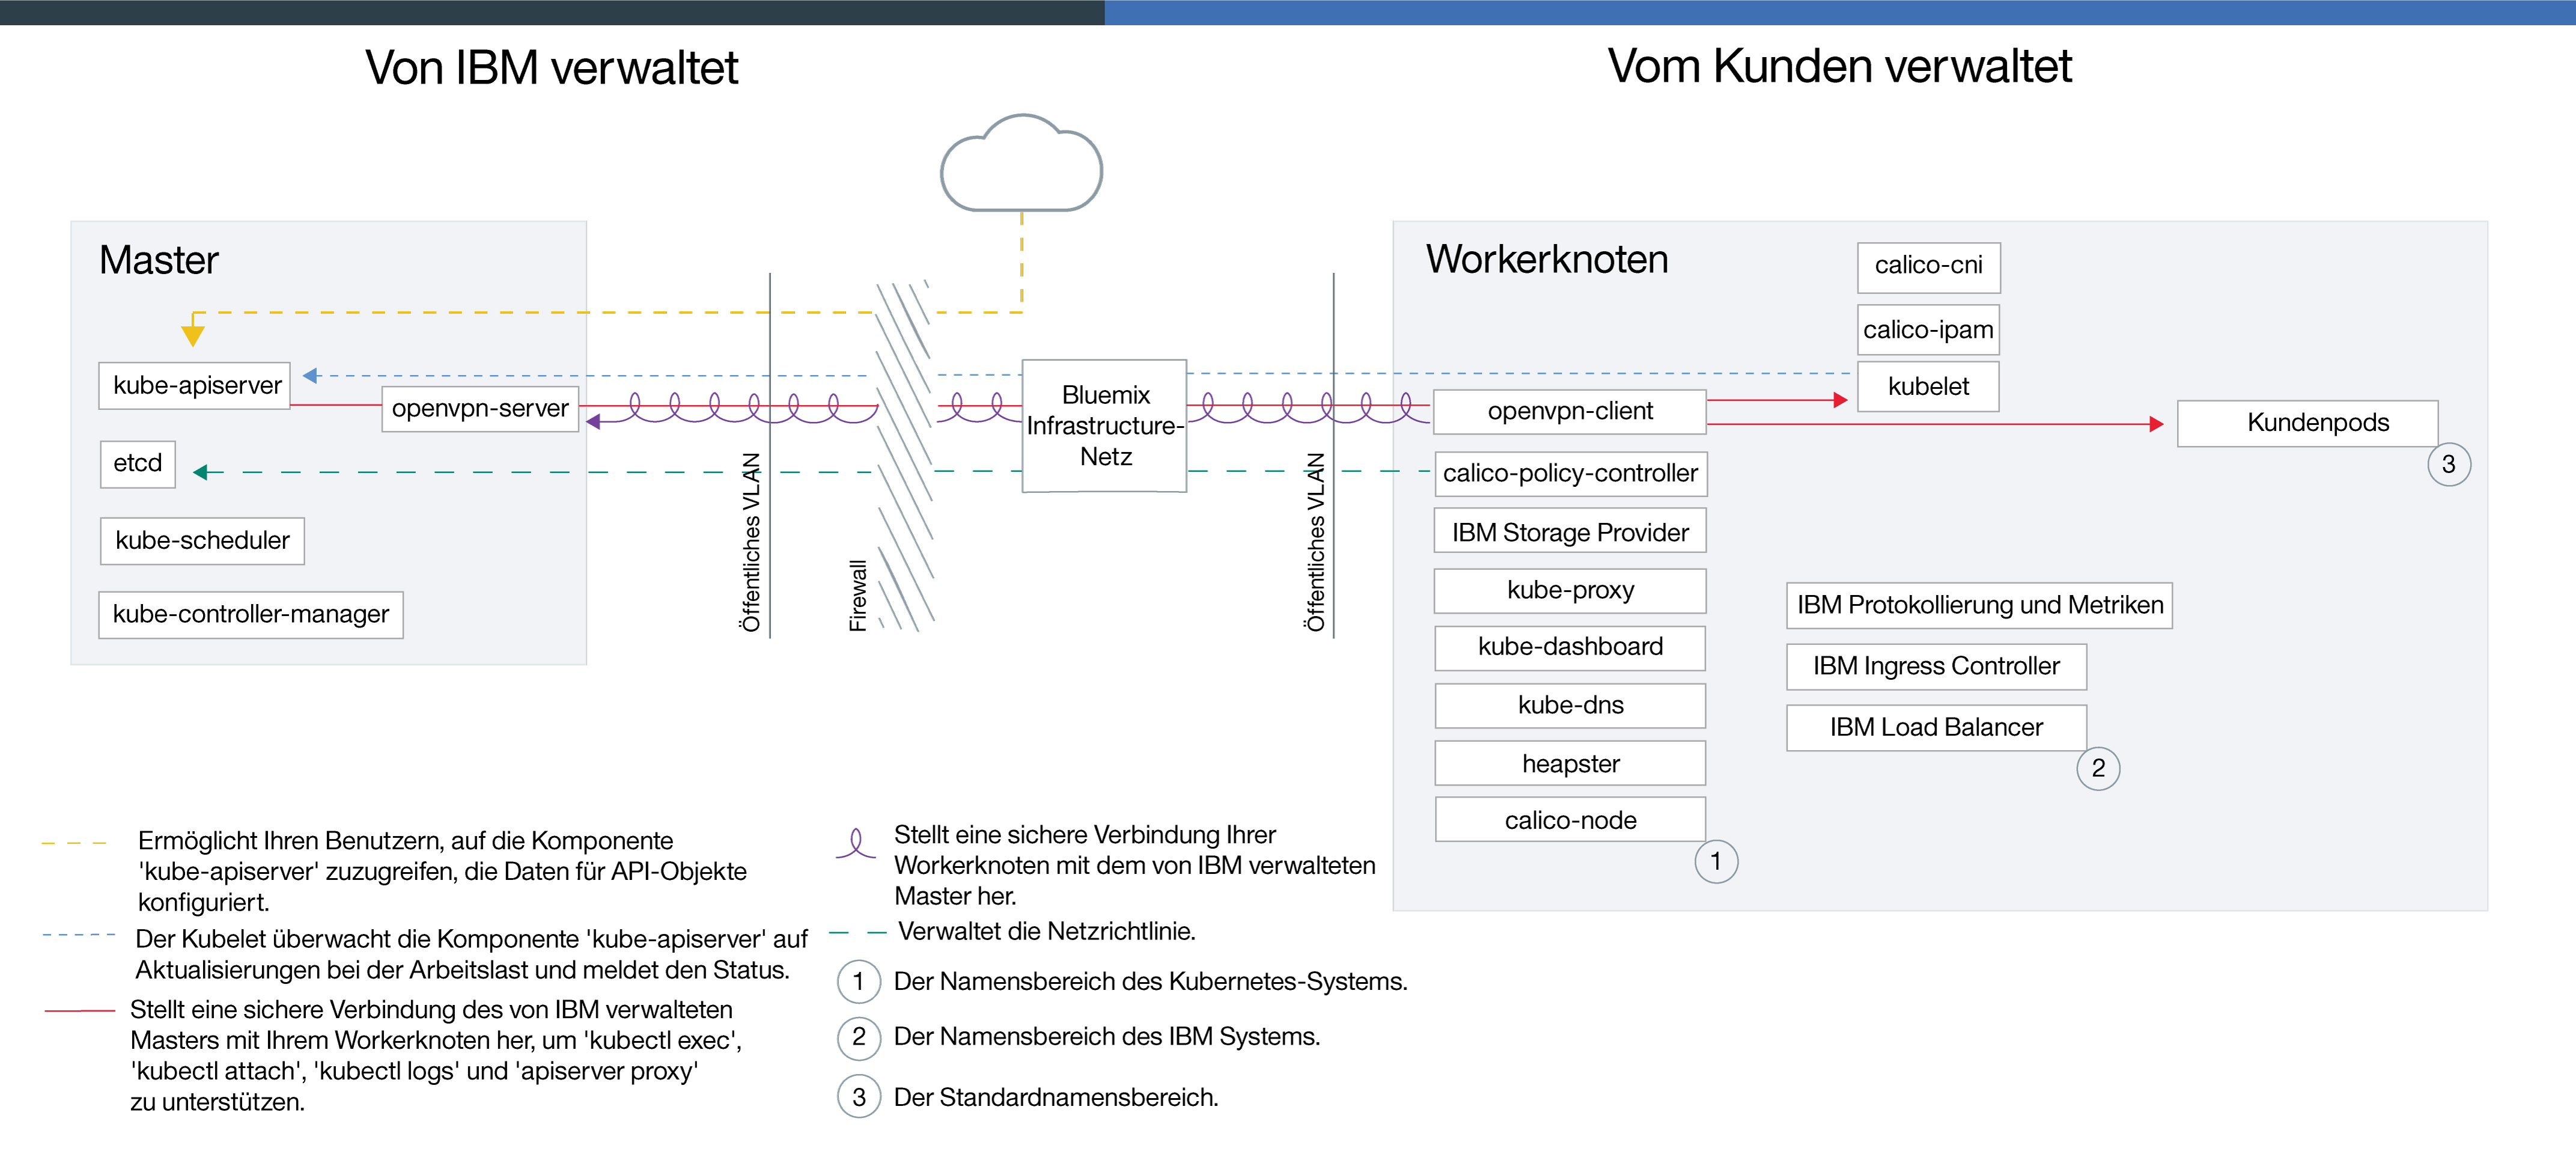 Von IBM verwaltet
Vom Kunden verwaltet
Master
kube-apiserver
openvpn-server
etcd
kube-scheduler
kube-controller-manager
Öffentliches VLAN
Firewall
Bluemix
Infrastructure-
Netz
Öffentliches VLAN
Workerknoten
calico-cni
calico-ipam
kubelet
openvpn-client
Kundenpods
3
calico-policy-controller
IBM Storage Provider
kube-proxy
kube-dashboard
kube-dns
heapster
calico-node
1
IBM Protokollierung und Metriken
IBM Ingress Controller
IBM Load Balancer
2
Ermöglicht Ihren Benutzern, auf die Komponente
'kube-apiserver' zuzugreifen, die Daten für API-Objekte
konfiguriert.
Der Kubelet überwacht die Komponente 'kube-apiserver' auf
Aktualisierungen bei der Arbeitslast und meldet den Status.
Stellt eine sichere Verbindung des von IBM verwalteten
Masters mit Ihrem Workerknoten her, um 'kubectl exec',
'kubectl attach', 'kubectl logs' und 'apiserver proxy'
zu unterstützen.
Stellt eine sichere Verbindung Ihrer
Workerknoten mit dem von IBM verwalteten
Master her.
Verwaltet die Netzrichtlinie.
1 Der Namensbereich des Kubernetes-Systems.
2 Der Namensbereich des IBM Systems.
3 Der Standardnamensbereich.